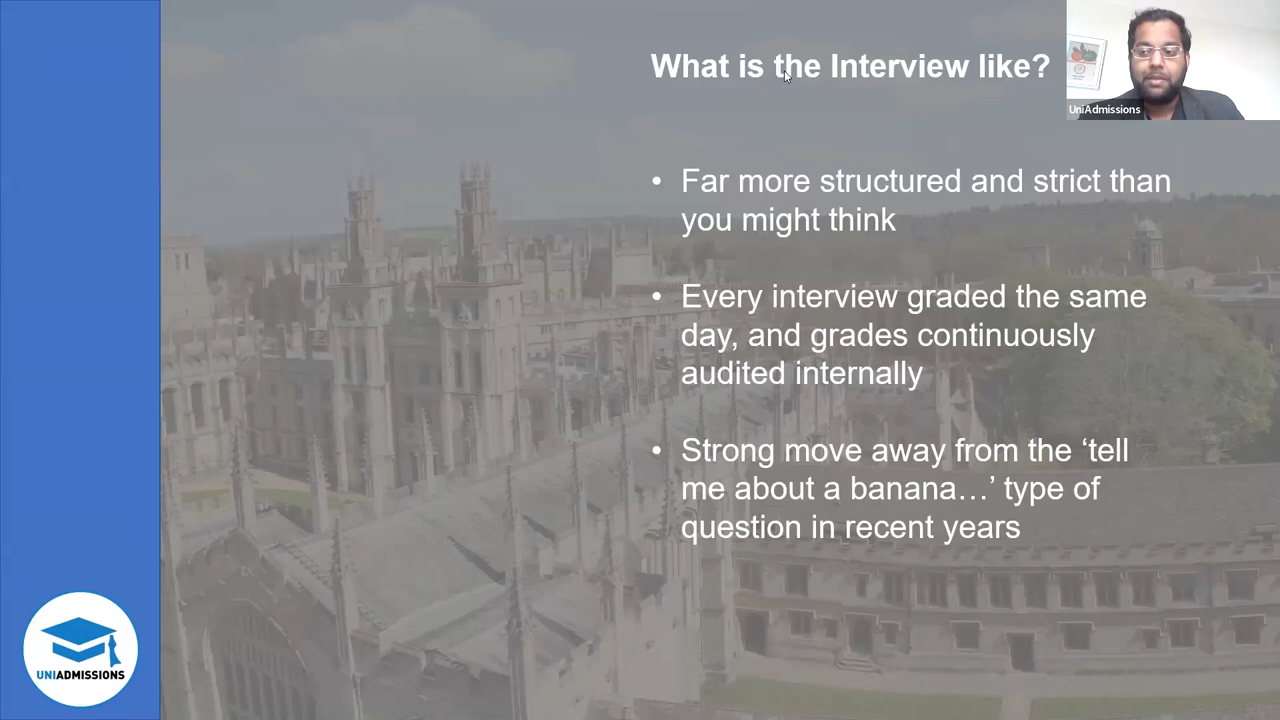 What is the Interview like?
UniAdmissions
• Far more structured and strict than
you might think
• Every interview graded the same
day, and grades continuously
audited internally
• Strong move away from the ‘tell
me about a banana…’ type of
question in recent years
UNIADMISSIONS